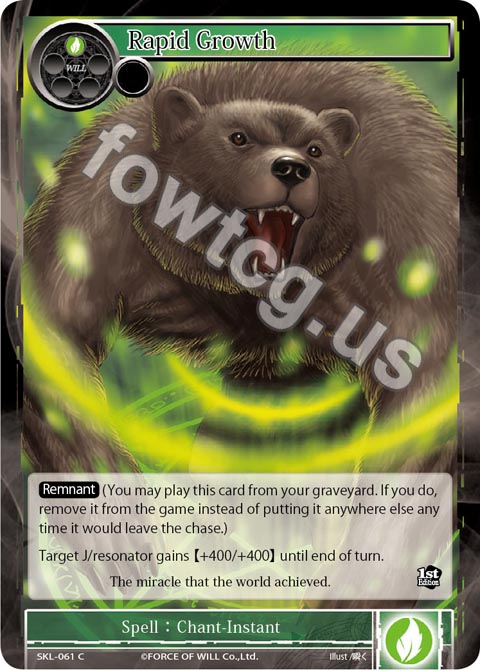 Rapid Growth
WILL
fowtcg.us
Remnant (You may play this card from your graveyard. If you do,
remove it from the game instead of putting it anywhere else any
time it would leave the chase.)
Target J/resonator gains 【+400/+400】 until end of turn.
The miracle that the world achieved.
1st
Edition
Spell : Chant-Instant
SKL-061 C ©FORCE OF WILL Co.,Ltd. Illust /